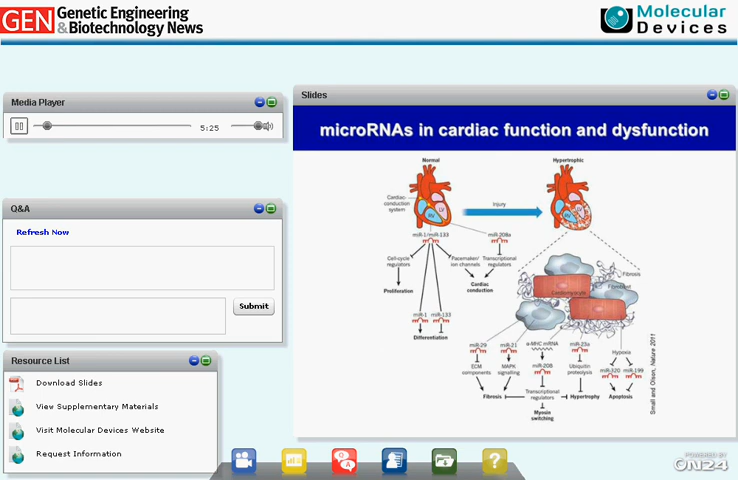 GEN Genetic Engineering
& Biotechnology News
Molecular
Devices
Media Player
5:25
Q&A
Refresh Now
Submit
Resource List
Download Slides
View Supplementary Materials
Visit Molecular Devices Website
Request Information
Slides
microRNAs in cardiac function and dysfunction
Normal
Hypertrophic
Cardiac-
conduction
system
LV
RV
Injury
LV
RV
miR-1/miR-133
miR-208a
Cell-cycle
regulators
Pacemaker/
ion channels
Transcriptional
regulators
Proliferation
Cardiac
conduction
miR-1
miR-133
Differentiation
Fibrosis
Fibroblast
Cardiomyocyte
miR-29
miR-21
α-MHC mRNA
miR-23a
Hypoxia
ECM
components
MAPK
signalling
miR-208
Ubiquitin
proteolysis
miR-320
miR-199
Fibrosis
Transcriptional
regulators
Hypertrophy
Apoptosis
Myosin
switching
Small and Olson, Nature 2011
Q
A
?
POWERED BY
ON24